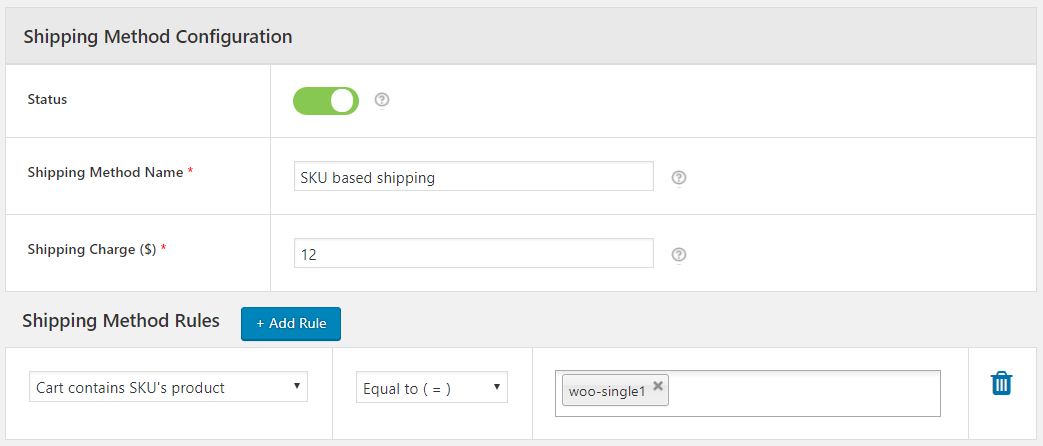 Shipping Method Configuration
Status
?
Shipping Method Name *
SKU based shipping
?
Shipping Charge ($) *
12
?
Shipping Method Rules
+ Add Rule
Cart contains SKU's product
Equal to ( = )
woo-single1